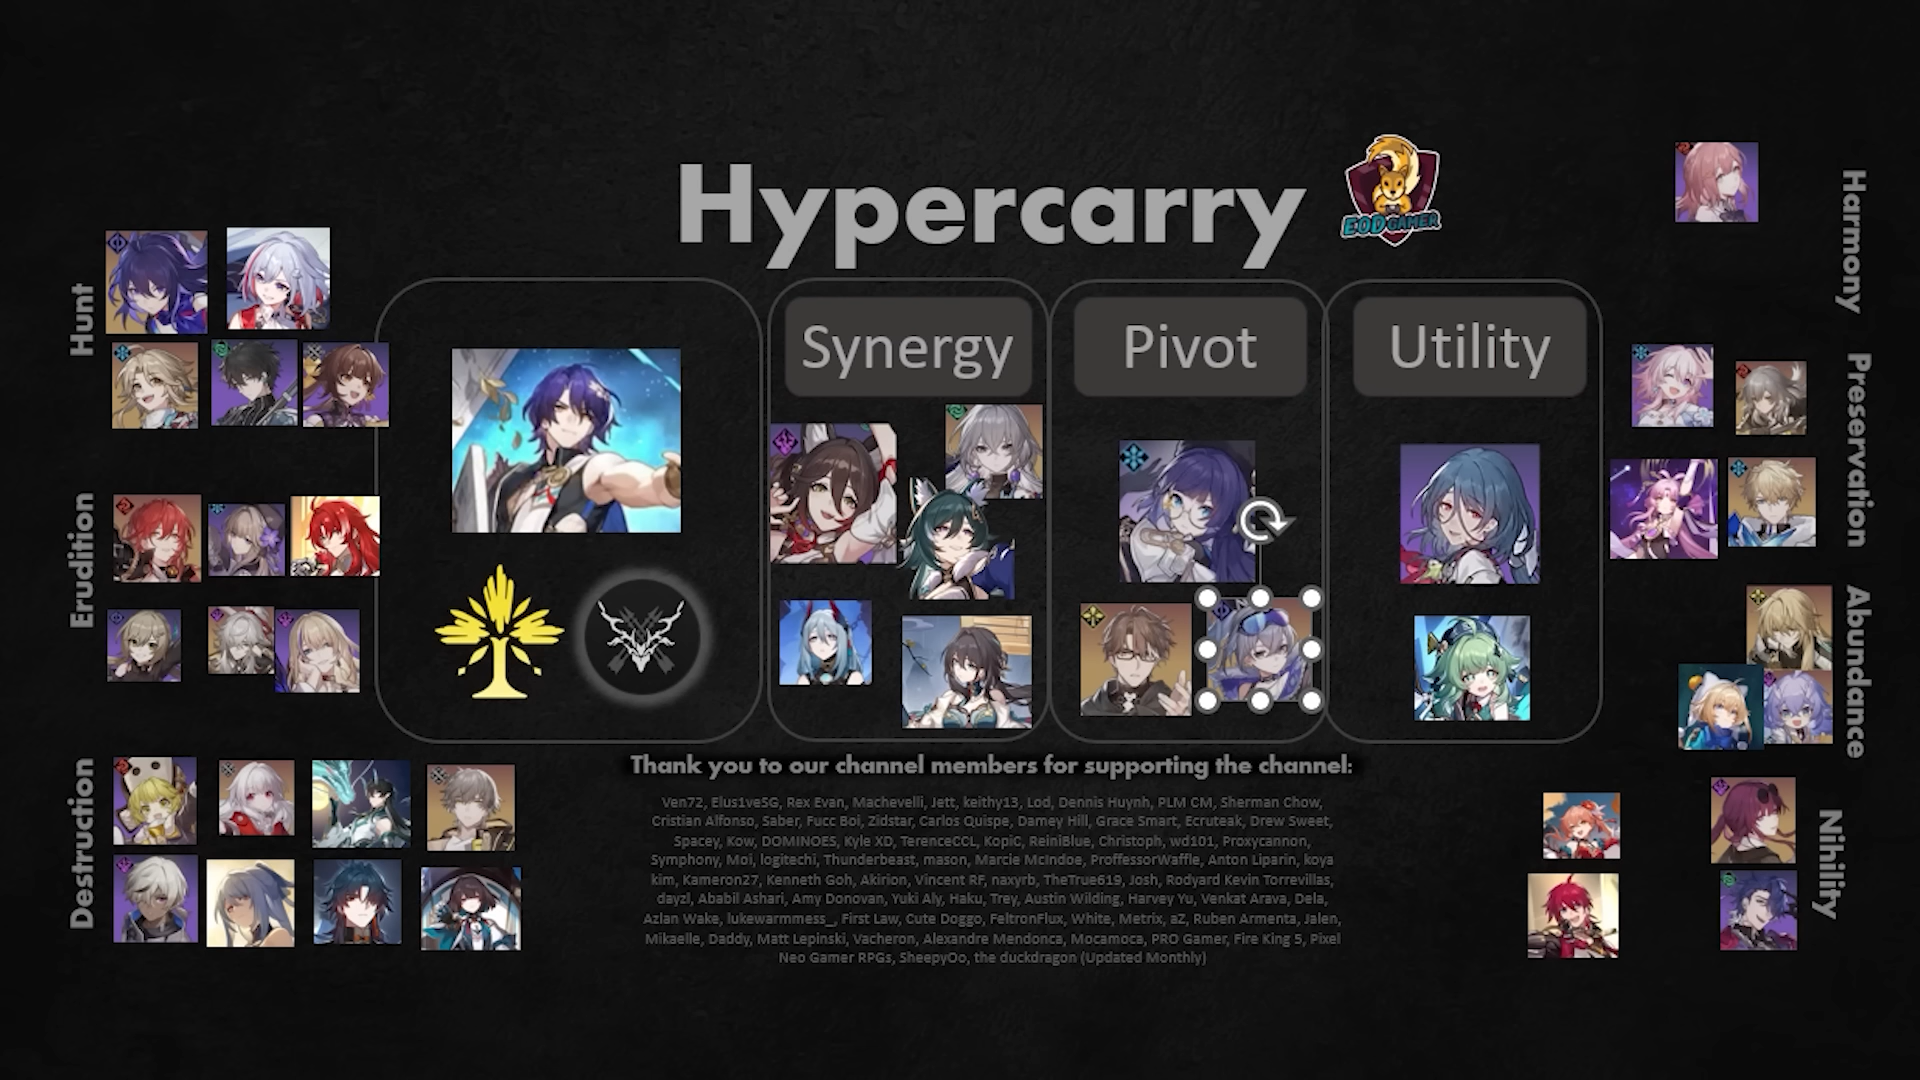 Hypercarry
EOD GAMER
Harmony
Hunt
Synergy
Pivot
Utility
Preservation
Erudition
Abundance
Destruction
Nihility
Thank you to our channel members for supporting the channel:
Ven72, Elus1veSG, Rex Evan, Machevelli, Jett, keithy13, Lod, Dennis Huynh, PLM CM, Sherman Chow,
Cristian Alfonso, Saber, Fucc Boi, Zidstar, Carlos Quispe, Damey Hill, Grace Smart, Ecruteak, Drew Sweet,
Spacey, Kow, DOMINOES, Kyle XD, TerenceCCL, KopiC, ReiniBlue, Christoph, wd101, Proxycannon,
Symphony, Moi, logitechi, Thunderbeast, mason, Marcie McIndoe, ProffessorWaffle, Anton Liparin, koya
kim, Kameron27, Kenneth Goh, Akirion, Vincent RF, naxyrb, TheTrue619, Josh, Rodyard Kevin Torrevillas,
dayzl, Ababil Ashari, Amy Donovan, Yuki Aly, Haku, Trey, Austin Wilding, Harvey Yu, Venkat Arava, Dela,
Azlan Wake, lukewarmmess_, First Law, Cute Doggo, FeltronFlux, White, Metrix, aZ, Ruben Armenta, Jalen,
Mikaelle, Daddy, Matt Lepinski, Vacheron, Alexandre Mendonca, Mocamoca, PRO Gamer, Fire King 5, Pixel
Neo Gamer RPGs, SheepyOo, the duckdragon (Updated Monthly)